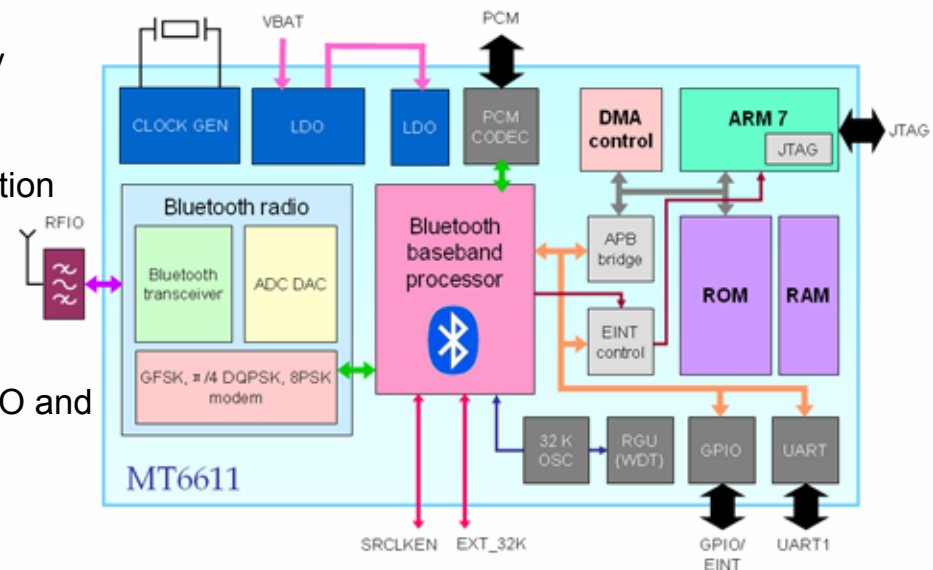 y
tion
O and
VBAT
PCM
CLOCK GEN
LDO
LDO
PCM
CODEC
DMA
control
ARM 7
JTAG
JTAG
RFIO
Bluetooth radio
Bluetooth
transceiver
ADC DAC
GFSK, π/4 DQPSK, 8PSK
modem
Bluetooth
baseband
processor
APB
bridge
EINT
control
ROM
RAM
32 K
OSC
RGU
(WDT)
GPIO
UART
MT6611
SRCLKEN
EXT_32K
GPIO/
EINT
UART1